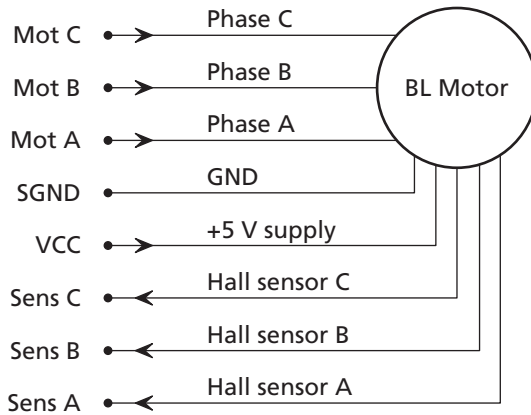 Mot C Phase C
Mot B Phase B BL Motor
Mot A Phase A
SGND GND
VCC +5 V supply
Sens C Hall sensor C
Sens B Hall sensor B
Sens A Hall sensor A